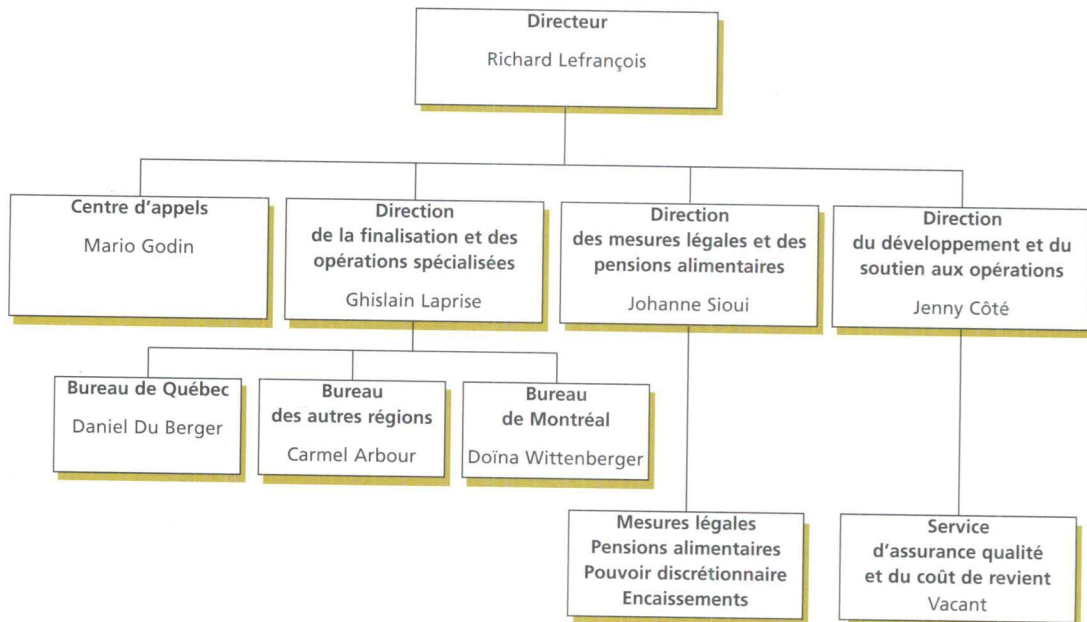 Directeur
Richard Lefrançois
Centre d'appels
Mario Godin
Direction
de la finalisation et des
opérations spécialisées
Ghislain Laprise
Direction
des mesures légales et des
pensions alimentaires
Johanne Sioui
Direction
du développement et du
soutien aux opérations
Jenny Côté
Bureau de Québec
Daniel Du Berger
Bureau
des autres régions
Carmel Arbour
Bureau
de Montréal
Doïna Wittenberger
Mesures légales
Pensions alimentaires
Pouvoir discrétionnaire
Encaissements
Service
d'assurance qualité
et du coût de revient
Vacant